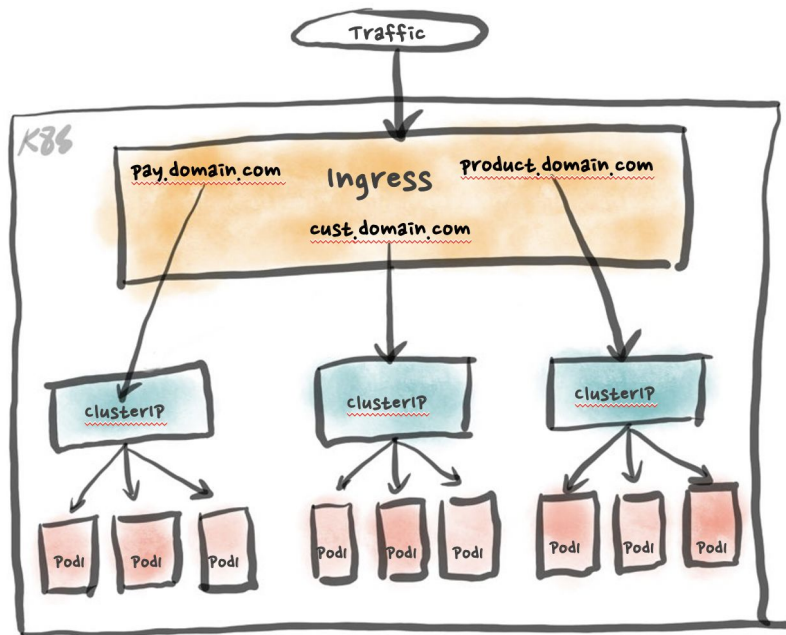 Traffic
K8S
pay.domain.com
Ingress
product.domain.com
cust.domain.com
clusterIP
clusterIP
clusterIP
Pod1
Pod1
Pod1
Pod1
Pod1
Pod1
Pod1
Pod1
Pod1